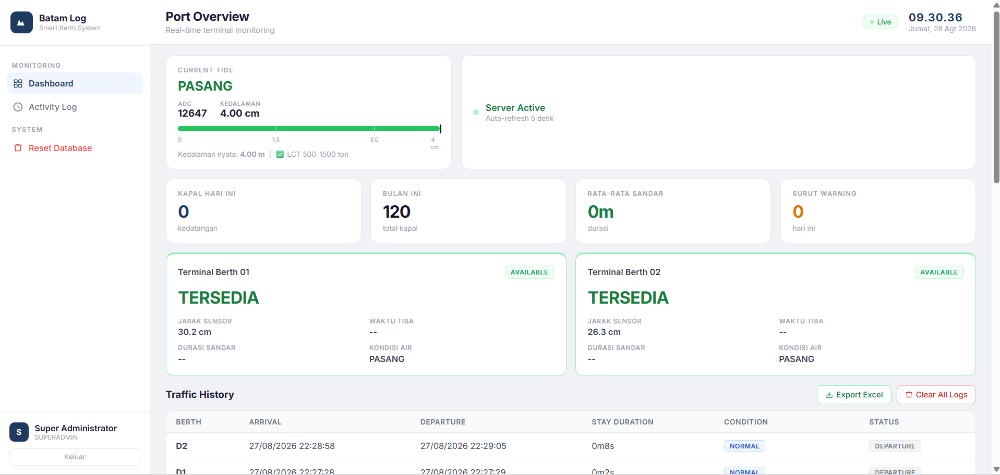 Batam Log
Smart Berth System
MONITORING
Dashboard
Activity Log
SYSTEM
Reset Database
Super Administrator
SUPERADMIN
S
Keluar
Port Overview
Real-time terminal monitoring
Live
09.30.36
Jumat, 28 Agt 2026
CURRENT TIDE
PASANG
ADC KEDALAMAN
12647 4.00 cm
0 1.5 3.0 4 cm
Kedalaman nyata: 4.00 m | ✅ LCT 500-1500 ton
Server Active
Auto-refresh 5 detik
KAPAL HARI INI
0
kedatangan
BULAN INI
120
total kapal
RATA-RATA SANDAR
0m
durasi
SURUT WARNING
0
hari ini
Terminal Berth 01 AVAILABLE
TERSEDIA
JARAK SENSOR WAKTU TIBA
30.2 cm --
DURASI SANDAR KONDISI AIR
-- PASANG
Terminal Berth 02 AVAILABLE
TERSEDIA
JARAK SENSOR WAKTU TIBA
26.3 cm --
DURASI SANDAR KONDISI AIR
-- PASANG
Traffic History Export Excel Clear All Logs
BERTH ARRIVAL DEPARTURE STAY DURATION CONDITION STATUS
D2 27/08/2026 22:28:58 27/08/2026 22:29:05 0m8s NORMAL DEPARTURE
D1 27/08/2026 22:27:28 27/08/2026 22:27:29 0m2s NORMAL DEPARTURE